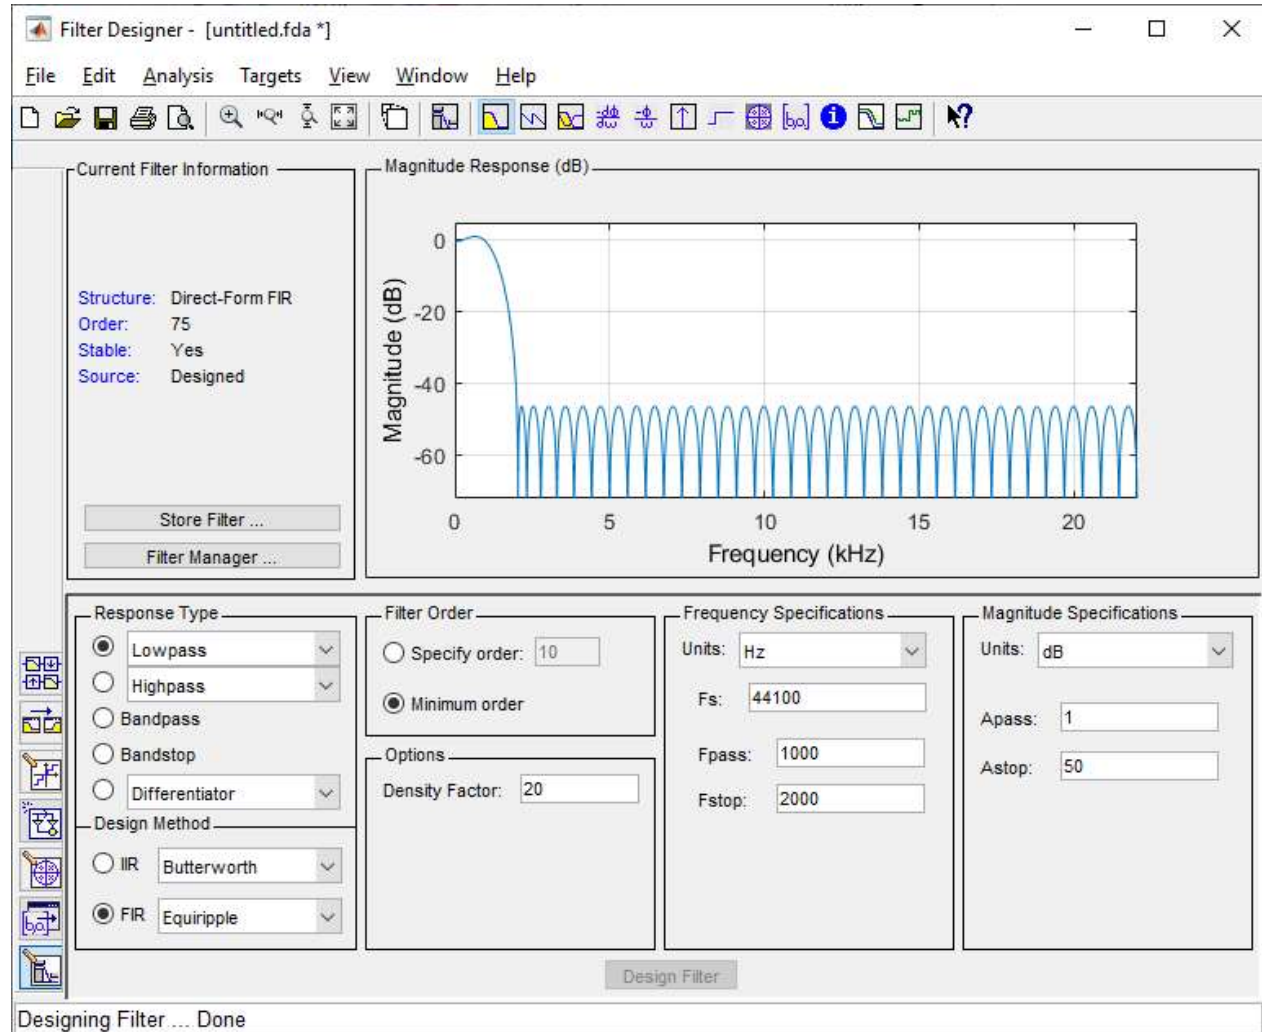 Filter Designer - [untitled.fda *]
File Edit Analysis Targets View Window Help
Current Filter Information
Structure: Direct-Form FIR
Order: 75
Stable: Yes
Source: Designed
Store Filter ...
Filter Manager ...
Magnitude Response (dB)
Magnitude (dB)
0
-20
-40
-60
0 5 10 15 20
Frequency (kHz)
Response Type
Lowpass
Highpass
Bandpass
Bandstop
Differentiator
Design Method
IIR Butterworth
FIR Equiripple
Filter Order
Specify order: 10
Minimum order
Options
Density Factor: 20
Frequency Specifications
Units: Hz
Fs: 44100
Fpass: 1000
Fstop: 2000
Magnitude Specifications
Units: dB
Apass: 1
Astop: 50
Design Filter
Designing Filter ... Done